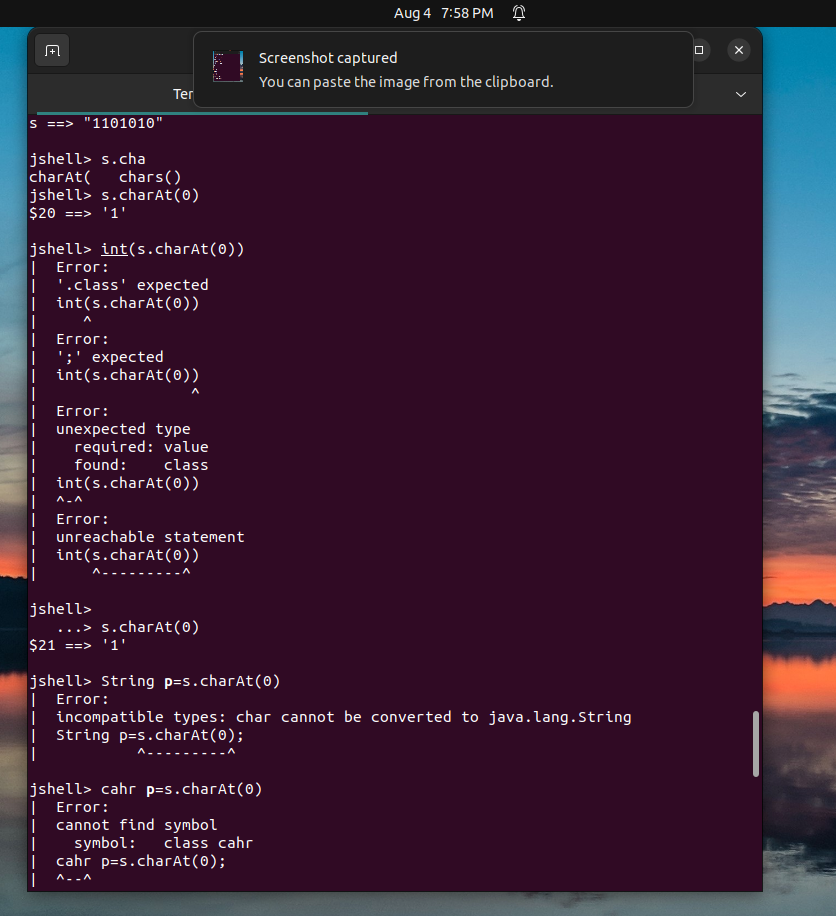 Aug 4 7:58 PM
Screenshot captured
You can paste the image from the clipboard.
Ter
s ==> "1101010"
jshell> s.cha
charAt(   chars()
jshell> s.charAt(0)
$20 ==> '1'
jshell> int(s.charAt(0))
|  Error:
|  '.class' expected
|  int(s.charAt(0))
|     ^
|  Error:
|  ';' expected
|  int(s.charAt(0))
|                 ^
|  Error:
|  unexpected type
|    required: value
|    found:    class
|  int(s.charAt(0))
|  ^-^
|  Error:
|  unreachable statement
|  int(s.charAt(0))
|      ^---------^
jshell>
   ...> s.charAt(0)
$21 ==> '1'
jshell> String p=s.charAt(0)
|  Error:
|  incompatible types: char cannot be converted to java.lang.String
|  String p=s.charAt(0);
|           ^---------^
jshell> cahr p=s.charAt(0)
|  Error:
|  cannot find symbol
|    symbol:   class cahr
|  cahr p=s.charAt(0);
|  ^--^